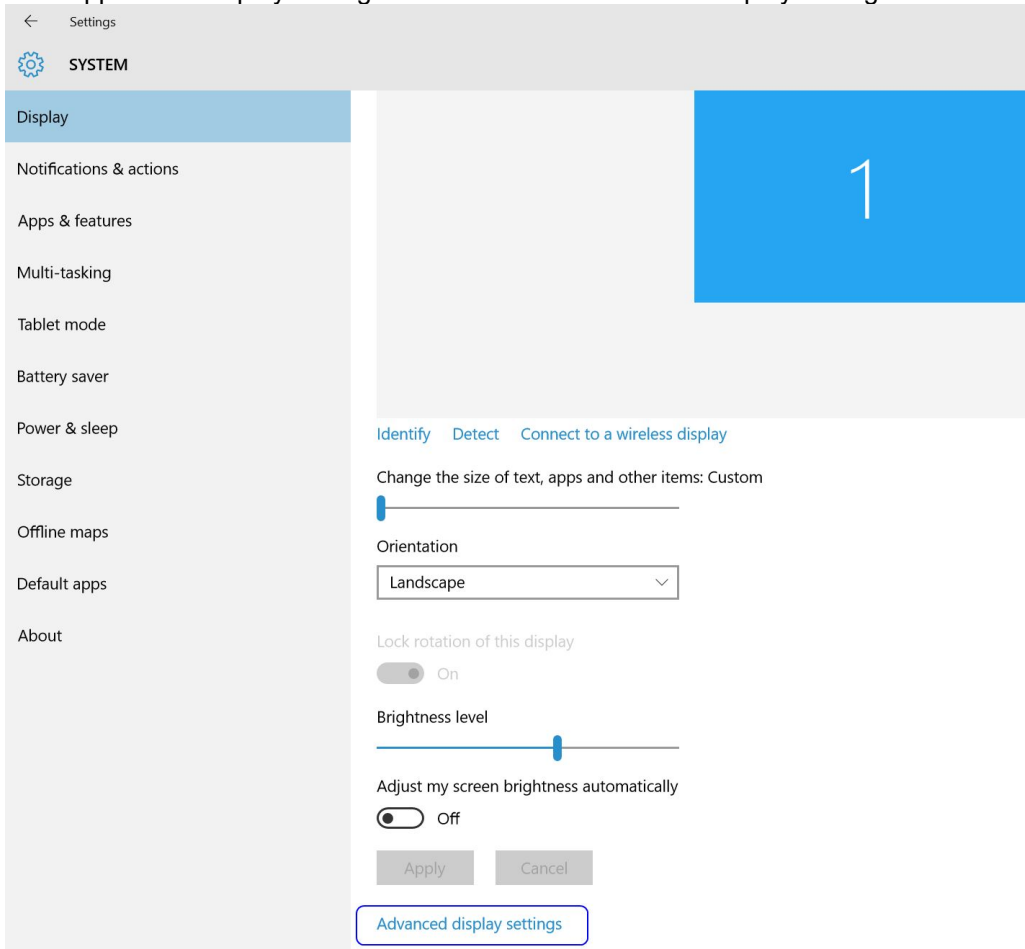 Settings
SYSTEM
Display
Notifications & actions
Apps & features
Multi-tasking
Tablet mode
Battery saver
Power & sleep
Storage
Offline maps
Default apps
About
1
Identify Detect Connect to a wireless display
Change the size of text, apps and other items: Custom
Orientation
Landscape
Lock rotation of this display
On
Brightness level
Adjust my screen brightness automatically
Off
Apply Cancel
Advanced display settings